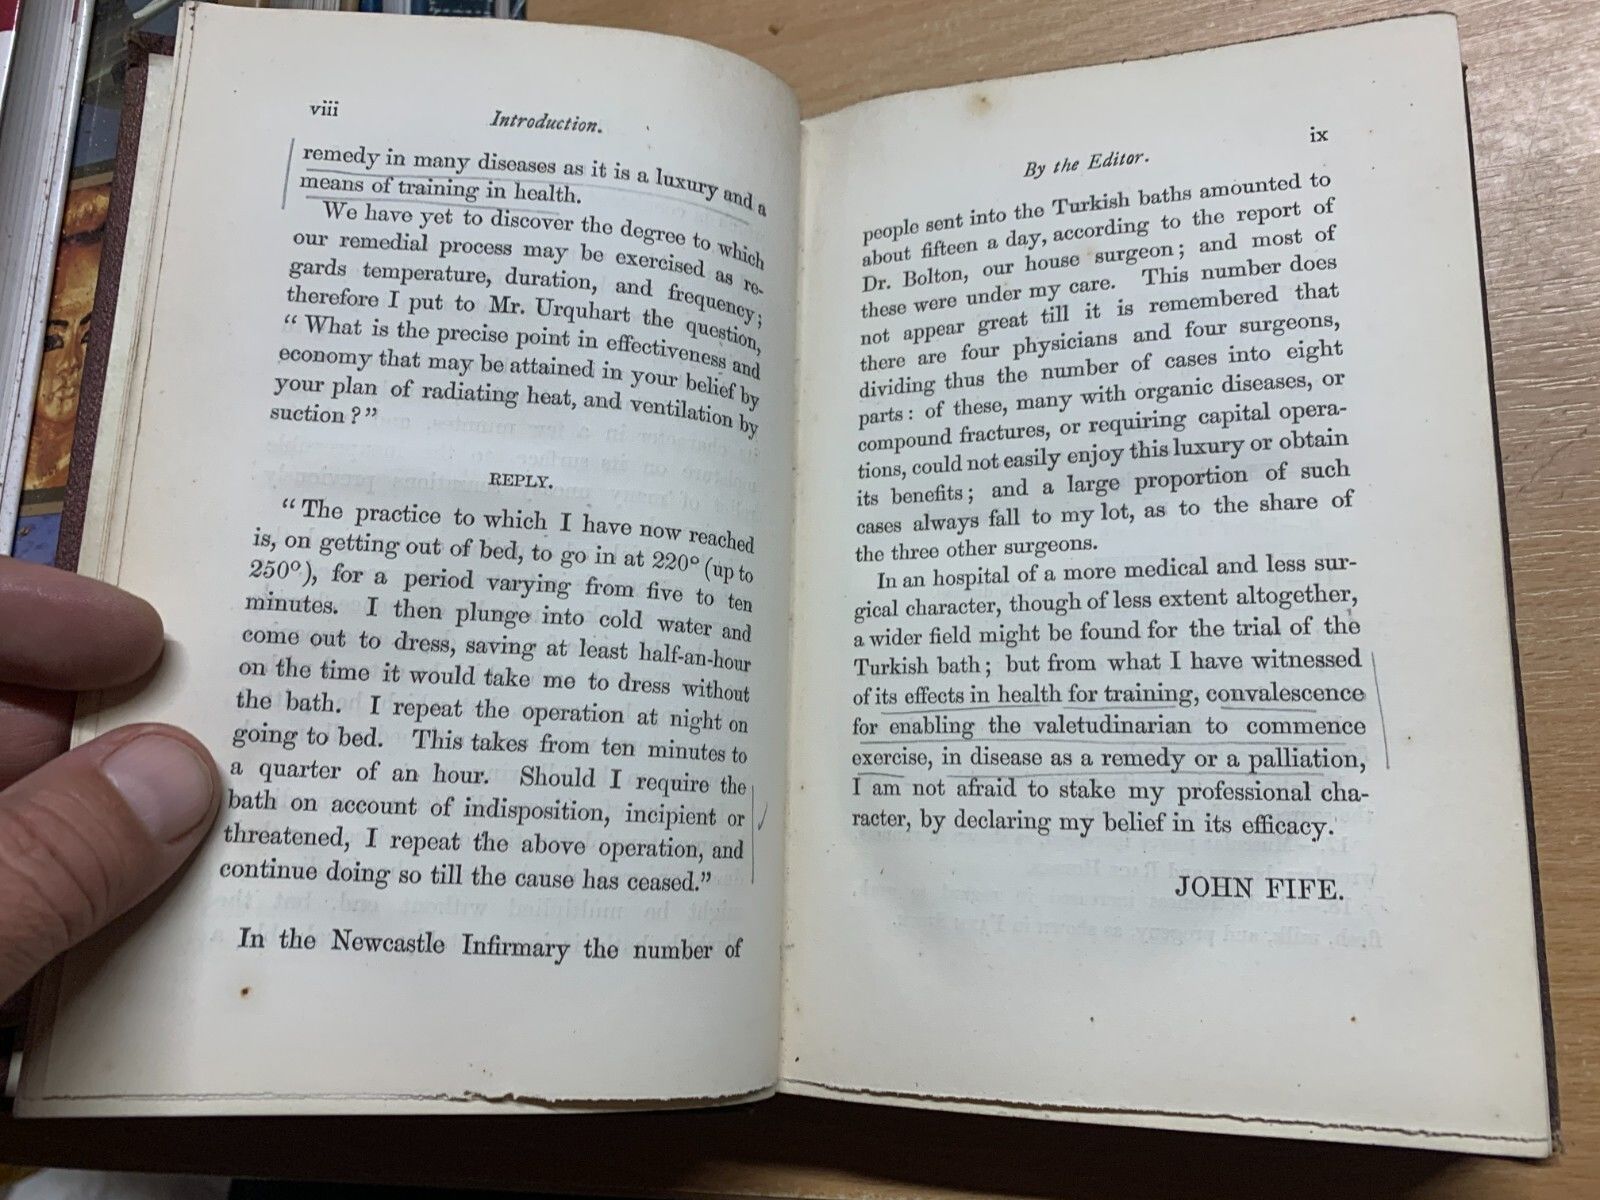 viii
Introduction.
remedy in many diseases as it is a luxury and a
means of training in health.
We have yet to discover the degree to which
our remedial process may be exercised as re-
gards temperature, duration, and frequency;
therefore I put to Mr. Urquhart the question,
“What is the precise point in effectiveness and
economy that may be attained in your belief by
your plan of radiating heat, and ventilation by
suction?”
REPLY.
“The practice to which I have now reached
is, on getting out of bed, to go in at 220° (up to
250°), for a period varying from five to ten
minutes. I then plunge into cold water and
come out to dress, saving at least half-an-hour
on the time it would take me to dress without
the bath. I repeat the operation at night on
going to bed. This takes from ten minutes to
a quarter of an hour. Should I require the
bath on account of indisposition, incipient or
threatened, I repeat the above operation, and
continue doing so till the cause has ceased.”
In the Newcastle Infirmary the number of
ix
By the Editor.
people sent into the Turkish baths amounted to
about fifteen a day, according to the report of
Dr. Bolton, our house surgeon; and most of
these were under my care. This number does
not appear great till it is remembered that
there are four physicians and four surgeons,
dividing thus the number of cases into eight
parts: of these, many with organic diseases, or
compound fractures, or requiring capital opera-
tions, could not easily enjoy this luxury or obtain
its benefits; and a large proportion of such
cases always fall to my lot, as to the share of
the three other surgeons.
In an hospital of a more medical and less sur-
gical character, though of less extent altogether,
a wider field might be found for the trial of the
Turkish bath; but from what I have witnessed
of its effects in health for training, convalescence
for enabling the valetudinarian to commence
exercise, in disease as a remedy or a palliation,
I am not afraid to stake my professional cha-
racter, by declaring my belief in its efficacy.
JOHN FIFE.